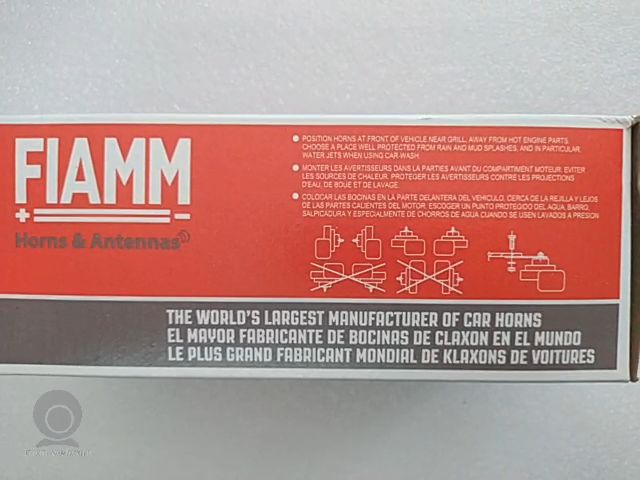 FIAMM
Horns & Antennas
POSITION HORNS AT FRONT OF VEHICLE NEAR GRILL, AWAY FROM HOT ENGINE PARTS.
CHOOSE A PLACE WELL PROTECTED FROM RAIN AND MUD SPLASHES, AND IN PARTICULAR,
WATER JETS WHEN USING CAR-WASH.
MONTER LES AVERTISSEURS DANS LA PARTIES AVANT DU COMPARTIMENT MOTEUR. EVITER
LES SOURCES DE CHALEUR. PROTEGER LES AVERTISSEURS CONTRE LES PROJECTIONS
D'EAU, DE BOUE ET DE LAVAGE.
COLOCAR LAS BOCINAS EN LA PARTE DELANTERA DEL VEHICULO, CERCA DE LA REJILLA Y LEJOS
DE LAS PARTES CALIENTES DEL MOTOR. ESCOGER UN PUNTO PROTEGIDO DEL AGUA, BARRO,
SALPICADURA Y ESPECIALMENTE DE CHORROS DE AGUA CUANDO SE USEN LAVADOS A PRESION
THE WORLD'S LARGEST MANUFACTURER OF CAR HORNS
EL MAYOR FABRICANTE DE BOCINAS DE CLAXON EN EL MUNDO
LE PLUS GRAND FABRICANT MONDIAL DE KLAXONS DE VOITURES